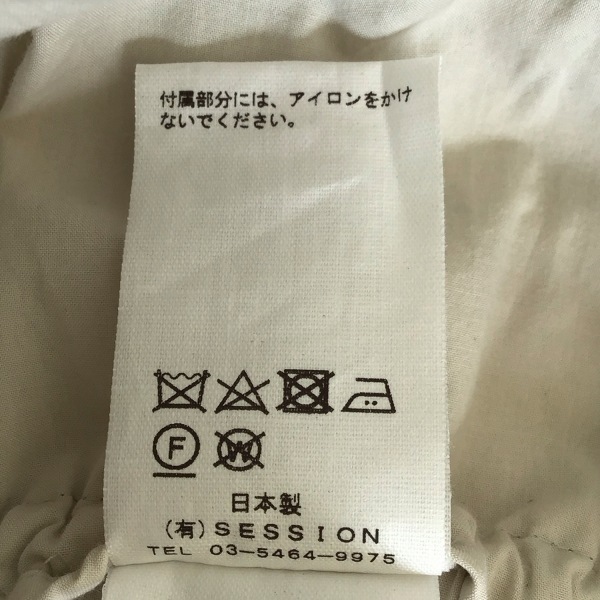 付属部分には、アイロンをかけ
ないでください。
F W
日本製
(有)SESSION
TEL 03-5464-9975